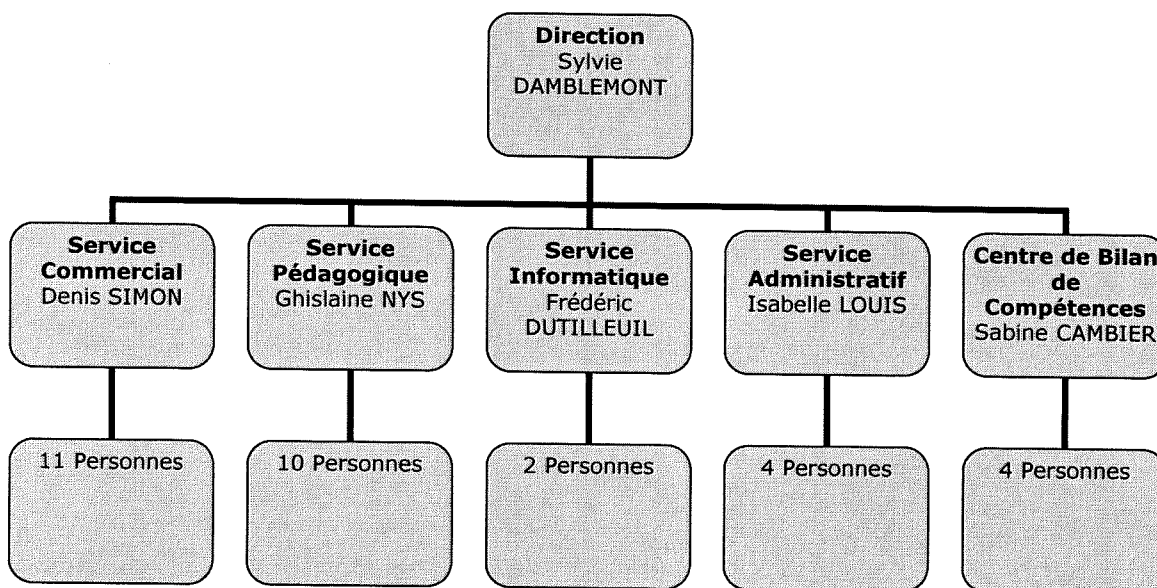 Direction
Sylvie
DAMBLEMONT
Service
Commercial
Denis SIMON
Service
Pédagogique
Ghislaine NYS
Service
Informatique
Frédéric
DUTILLEUIL
Service
Administratif
Isabelle LOUIS
Centre de Bilan
de
Compétences
Sabine CAMBIER
11 Personnes
10 Personnes
2 Personnes
4 Personnes
4 Personnes